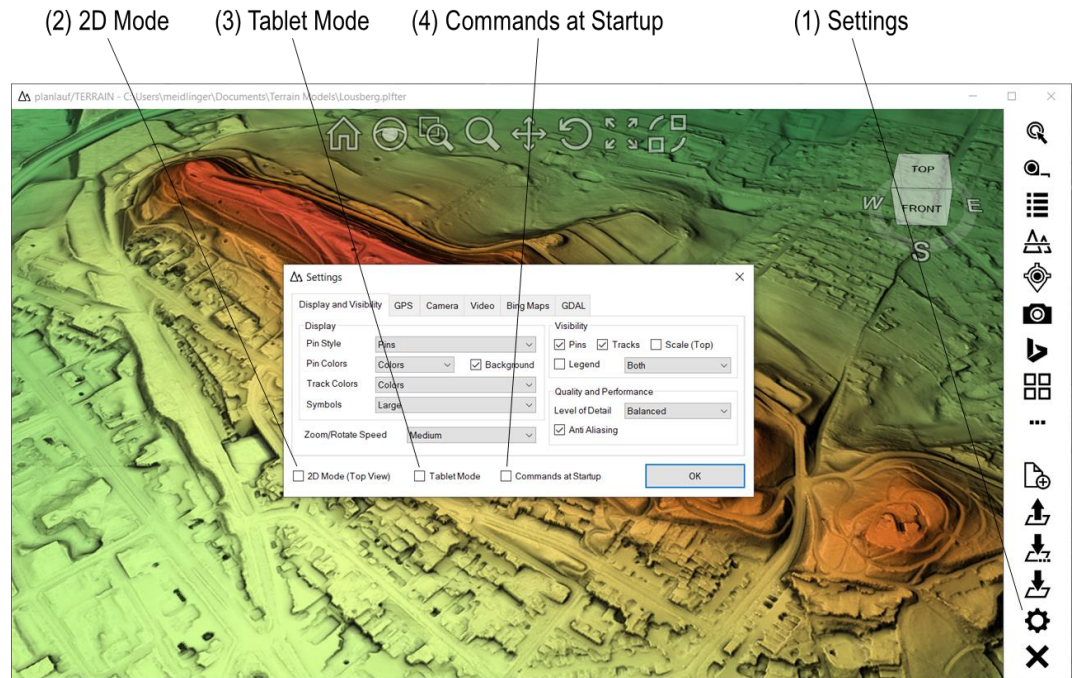 (2) 2D Mode (3) Tablet Mode (4) Commands at Startup (1) Settings
planlauf/TERRAIN - C:\Users\meidlinger\Documents\Terrain Models\Lousberg.plfter
TOP
W FRONT E
S
Settings
Display and Visibility GPS Camera Video Bing Maps GDAL
Display
Pin Style Pins
Pin Colors Colors Background
Track Colors Colors
Symbols Large
Zoom/Rotate Speed Medium
Visibility
Pins Tracks Scale (Top)
Legend Both
Quality and Performance
Level of Detail Balanced
Anti Aliasing
2D Mode (Top View) Tablet Mode Commands at Startup OK